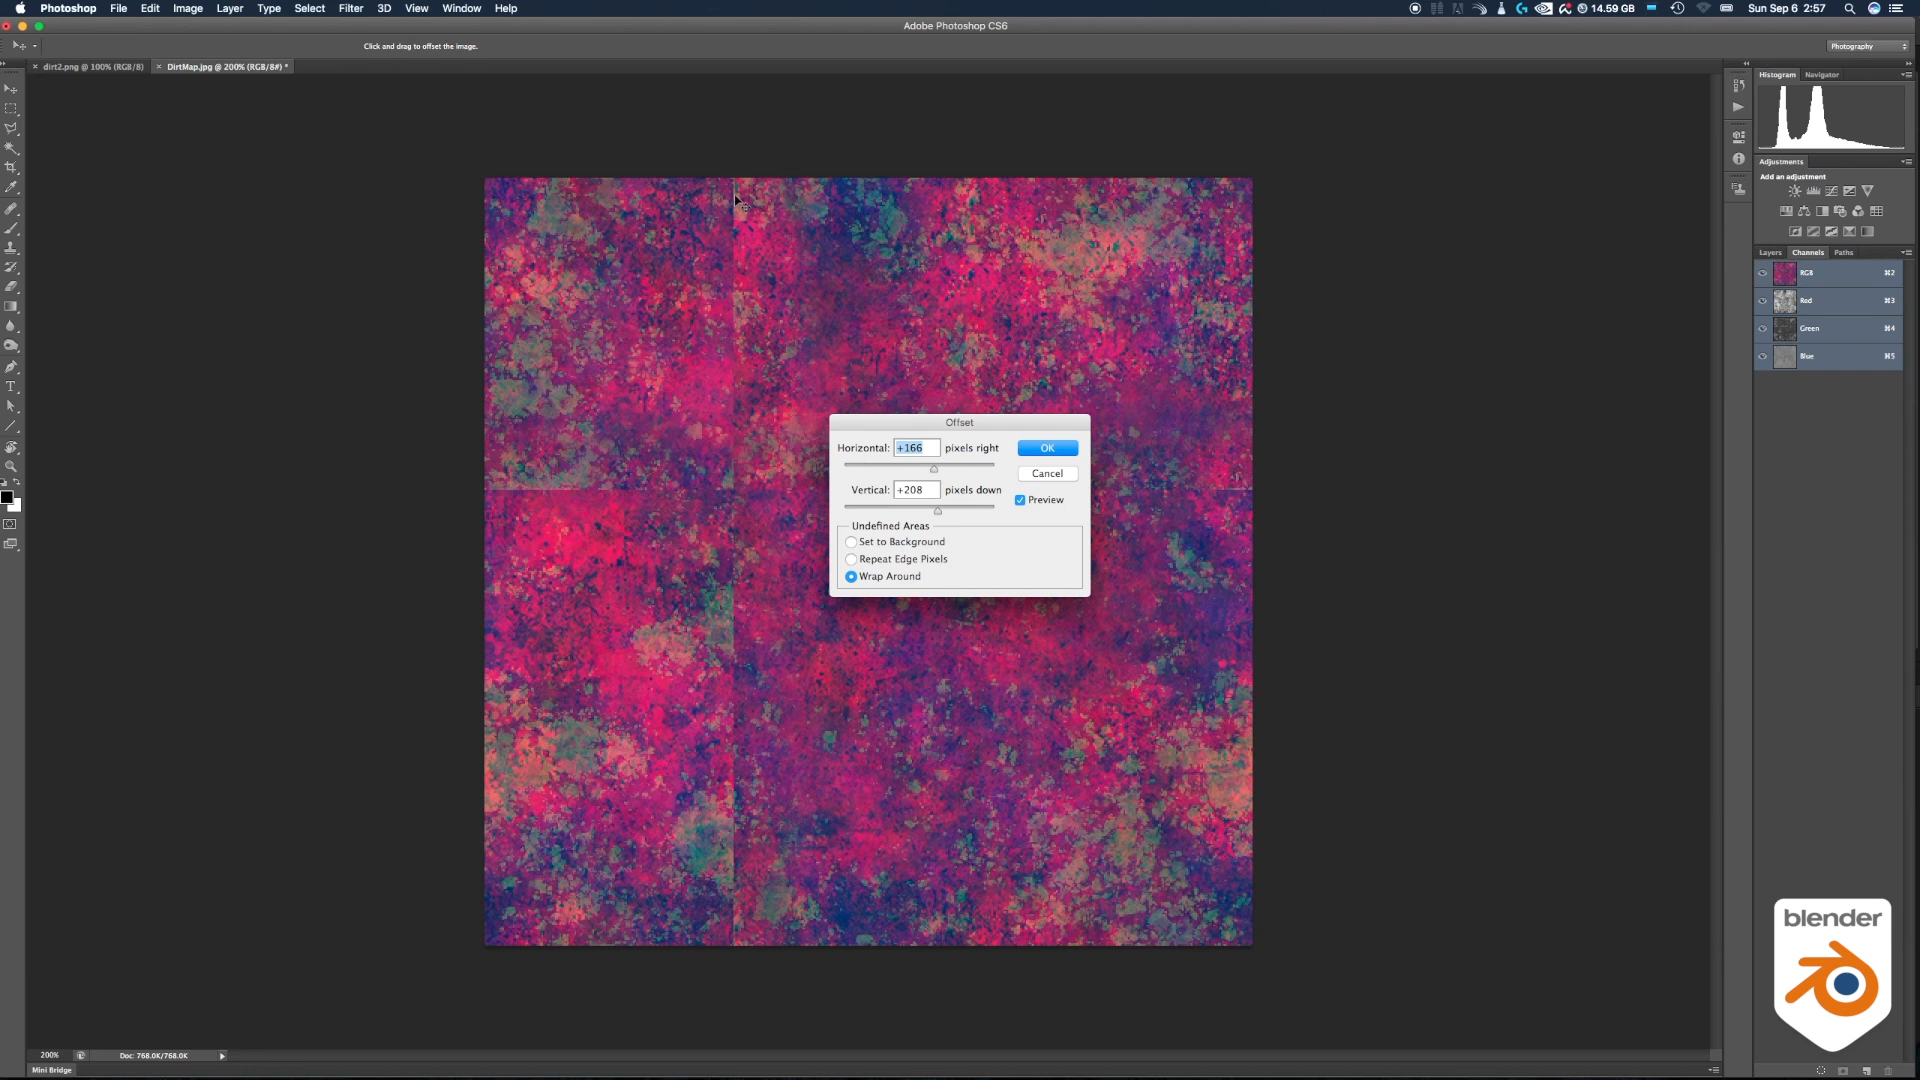 Photoshop File Edit Image Layer Type Select Filter 3D View Window Help 14.59 GB Sun Sep 6 2:57
Adobe Photoshop CS6
Click and drag to offset the image.
Photography
× dirt2.png @ 100% (RGB/8) × DirtMap.jpg @ 200% (RGB/8#) *
Histogram Navigator
Adjustments
Add an adjustment
Layers Channels Paths
RGB ⌘2
Red ⌘3
Green ⌘4
Blue ⌘5
Offset
Horizontal: +166 pixels right OK
Cancel
Vertical: +208 pixels down
Preview
Undefined Areas
Set to Background
Repeat Edge Pixels
Wrap Around
blender
200% Doc: 768.0K/768.0K
Mini Bridge